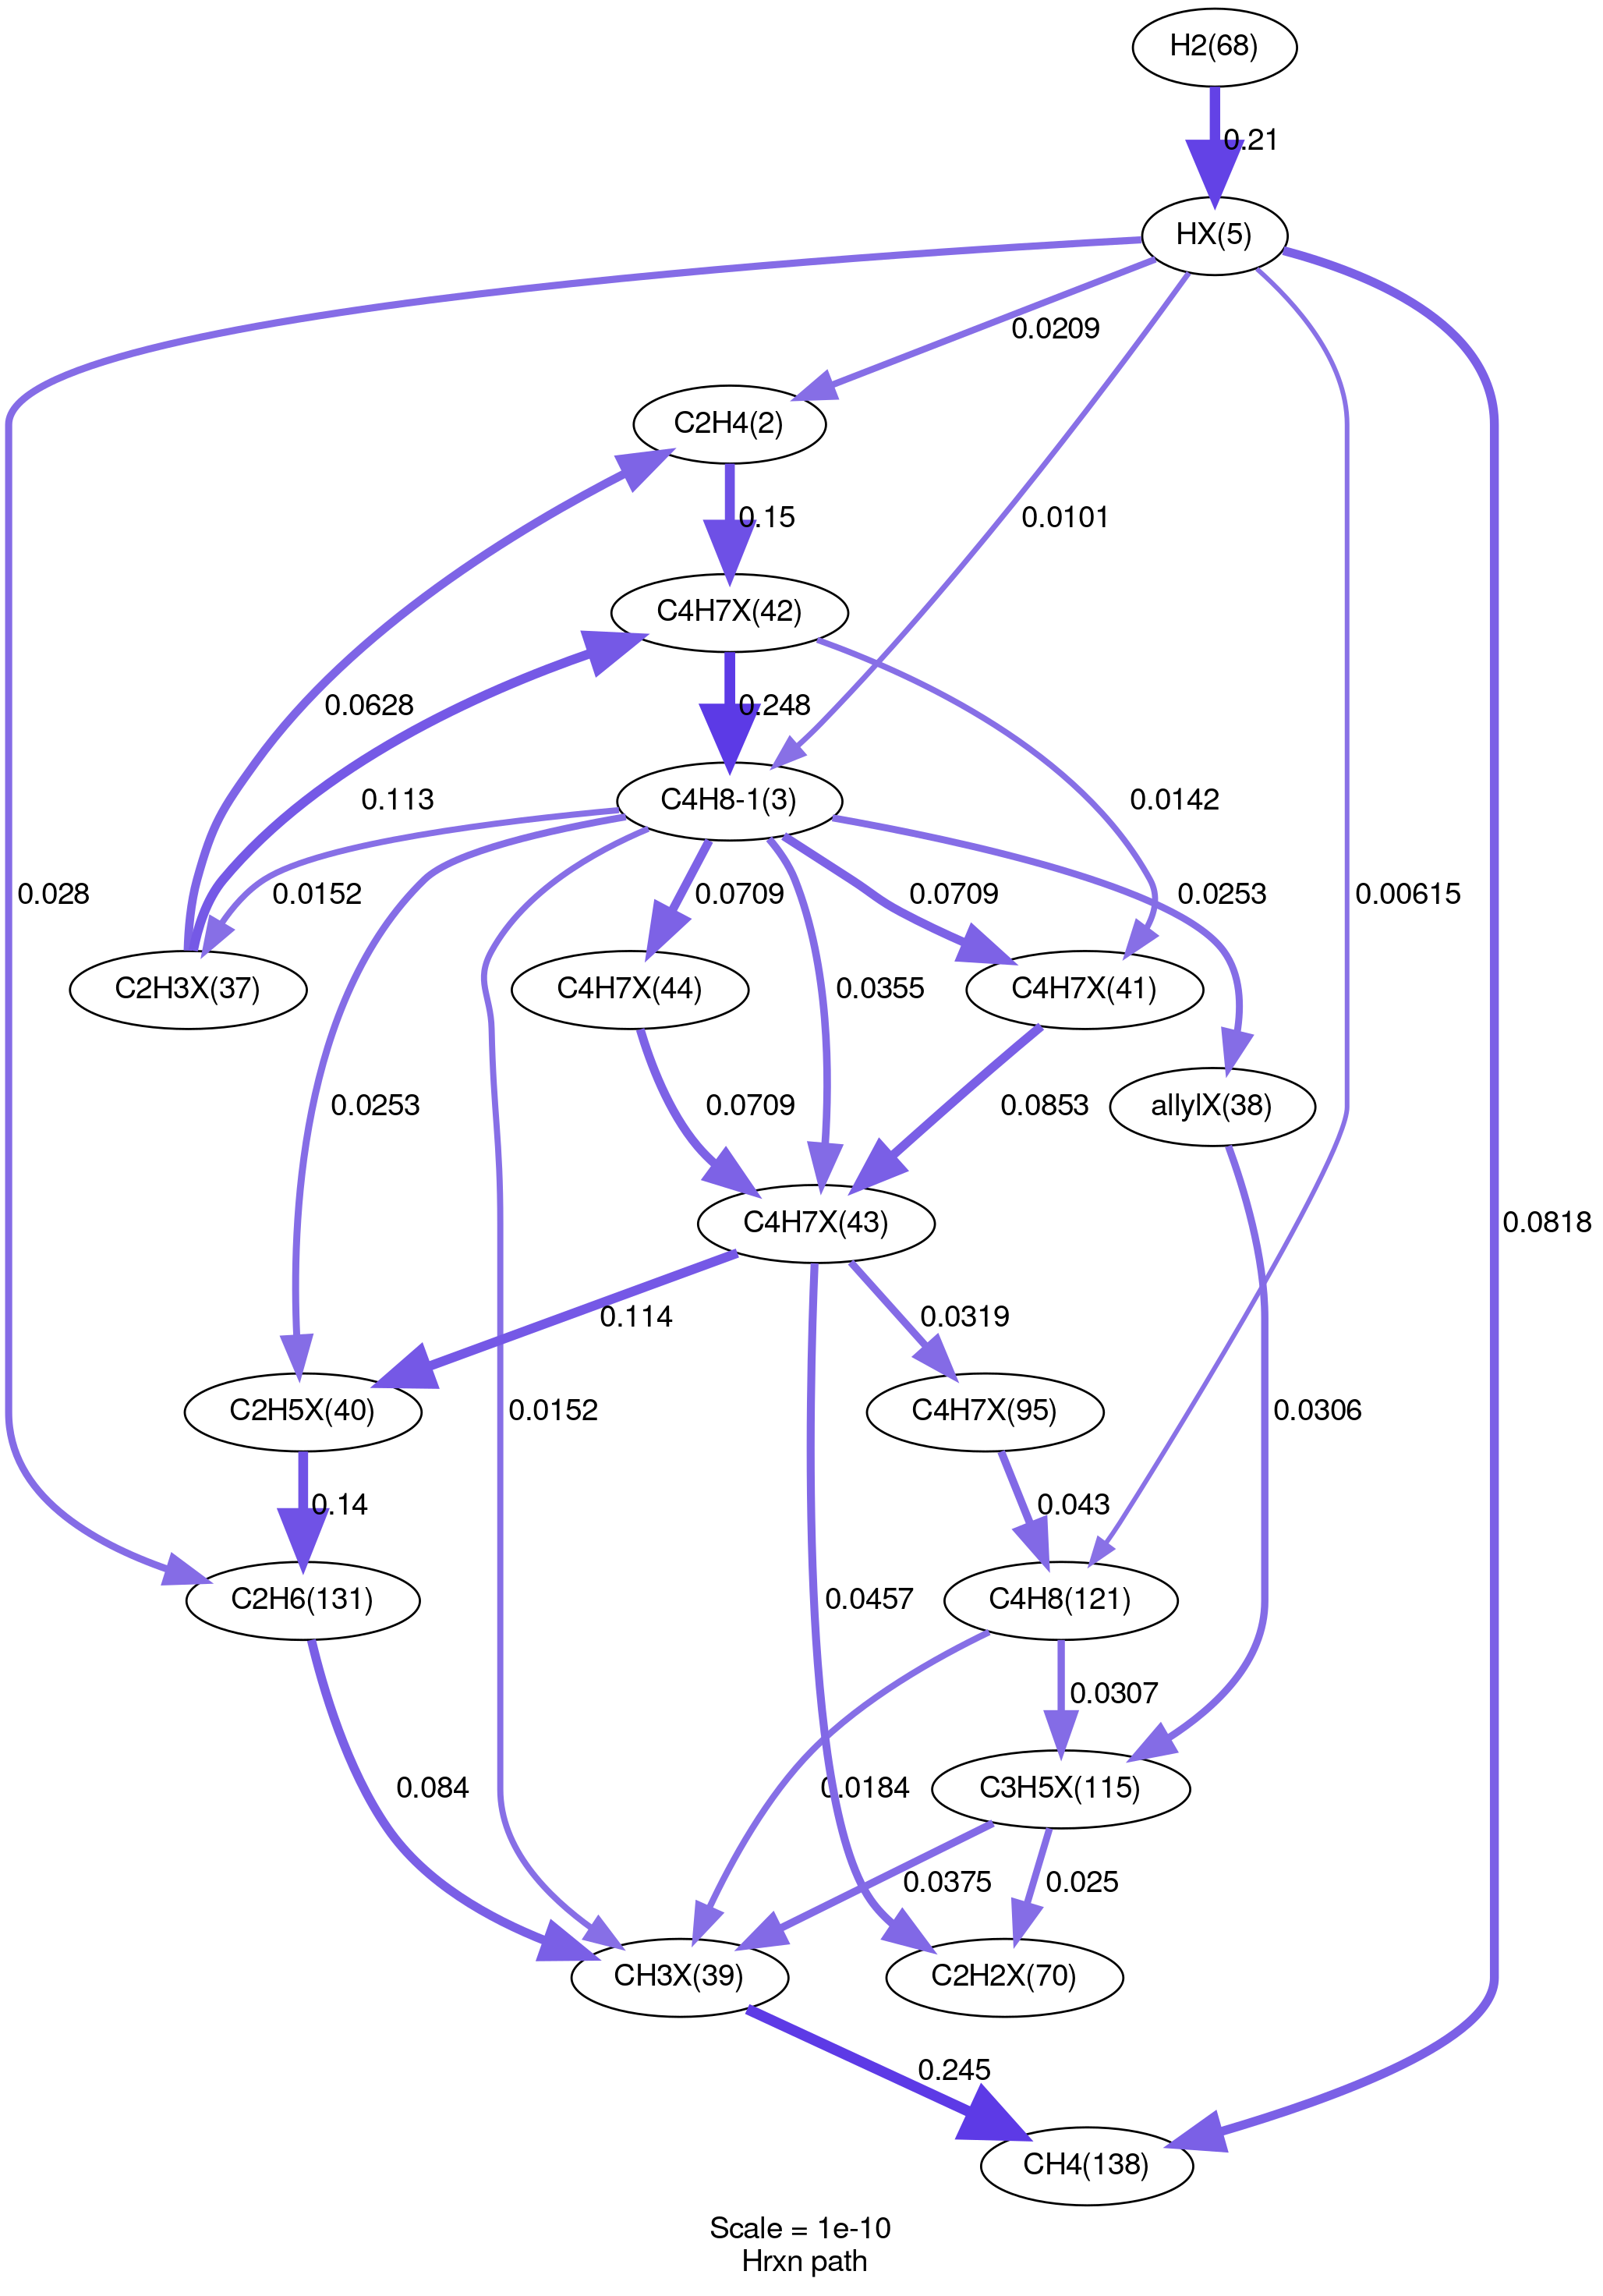 H2(68)
0.21
HX(5)
0.0209
C2H4(2)
0.15
0.0101
C4H7X(42)
0.0628
0.248
0.113
0.0142
C4H8-1(3)
0.028
0.0152
0.0709
0.0709
0.0253
0.00615
C2H3X(37)
C4H7X(44)
0.0355
C4H7X(41)
0.0253
0.0709
0.0853
allylX(38)
C4H7X(43)
0.0818
0.114
0.0319
C2H5X(40)
0.0152
C4H7X(95)
0.0306
0.14
0.043
C2H6(131)
0.0457
C4H8(121)
0.0307
0.084
0.0184
C3H5X(115)
0.0375
0.025
CH3X(39)
C2H2X(70)
0.245
CH4(138)
Scale = 1e-10
Hrxn path